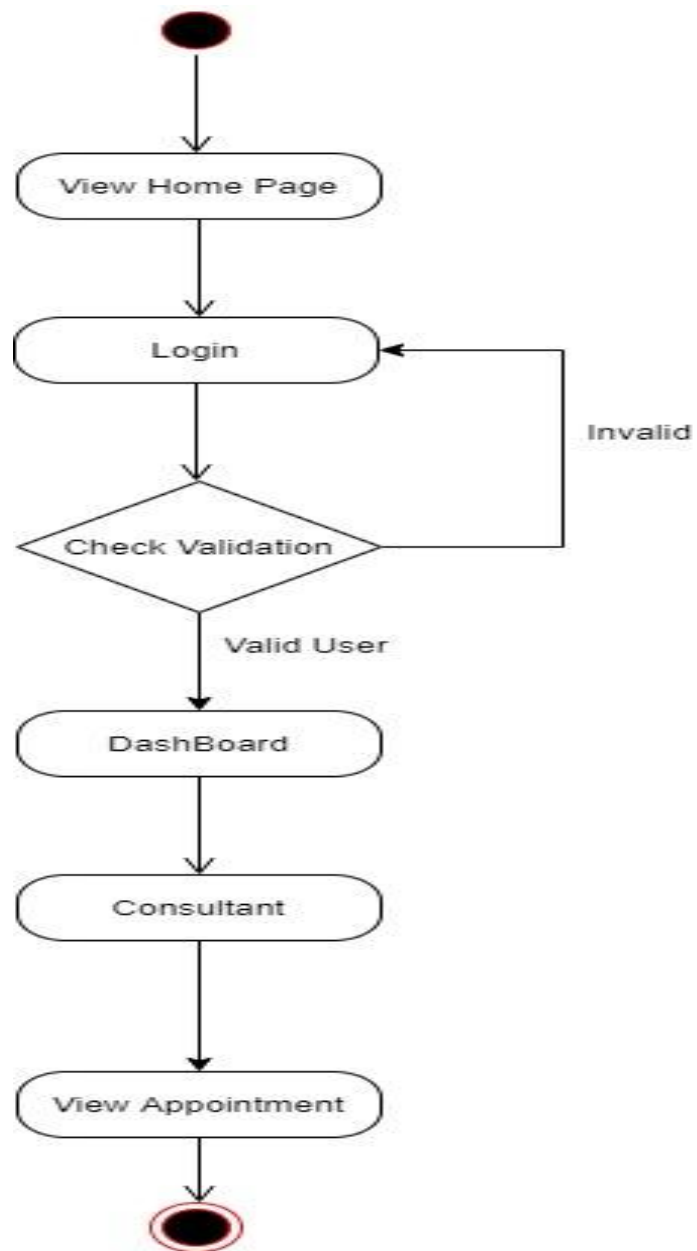 View Home Page
Login
Invalid
Check Validation
Valid User
DashBoard
Consultant
View Appointment